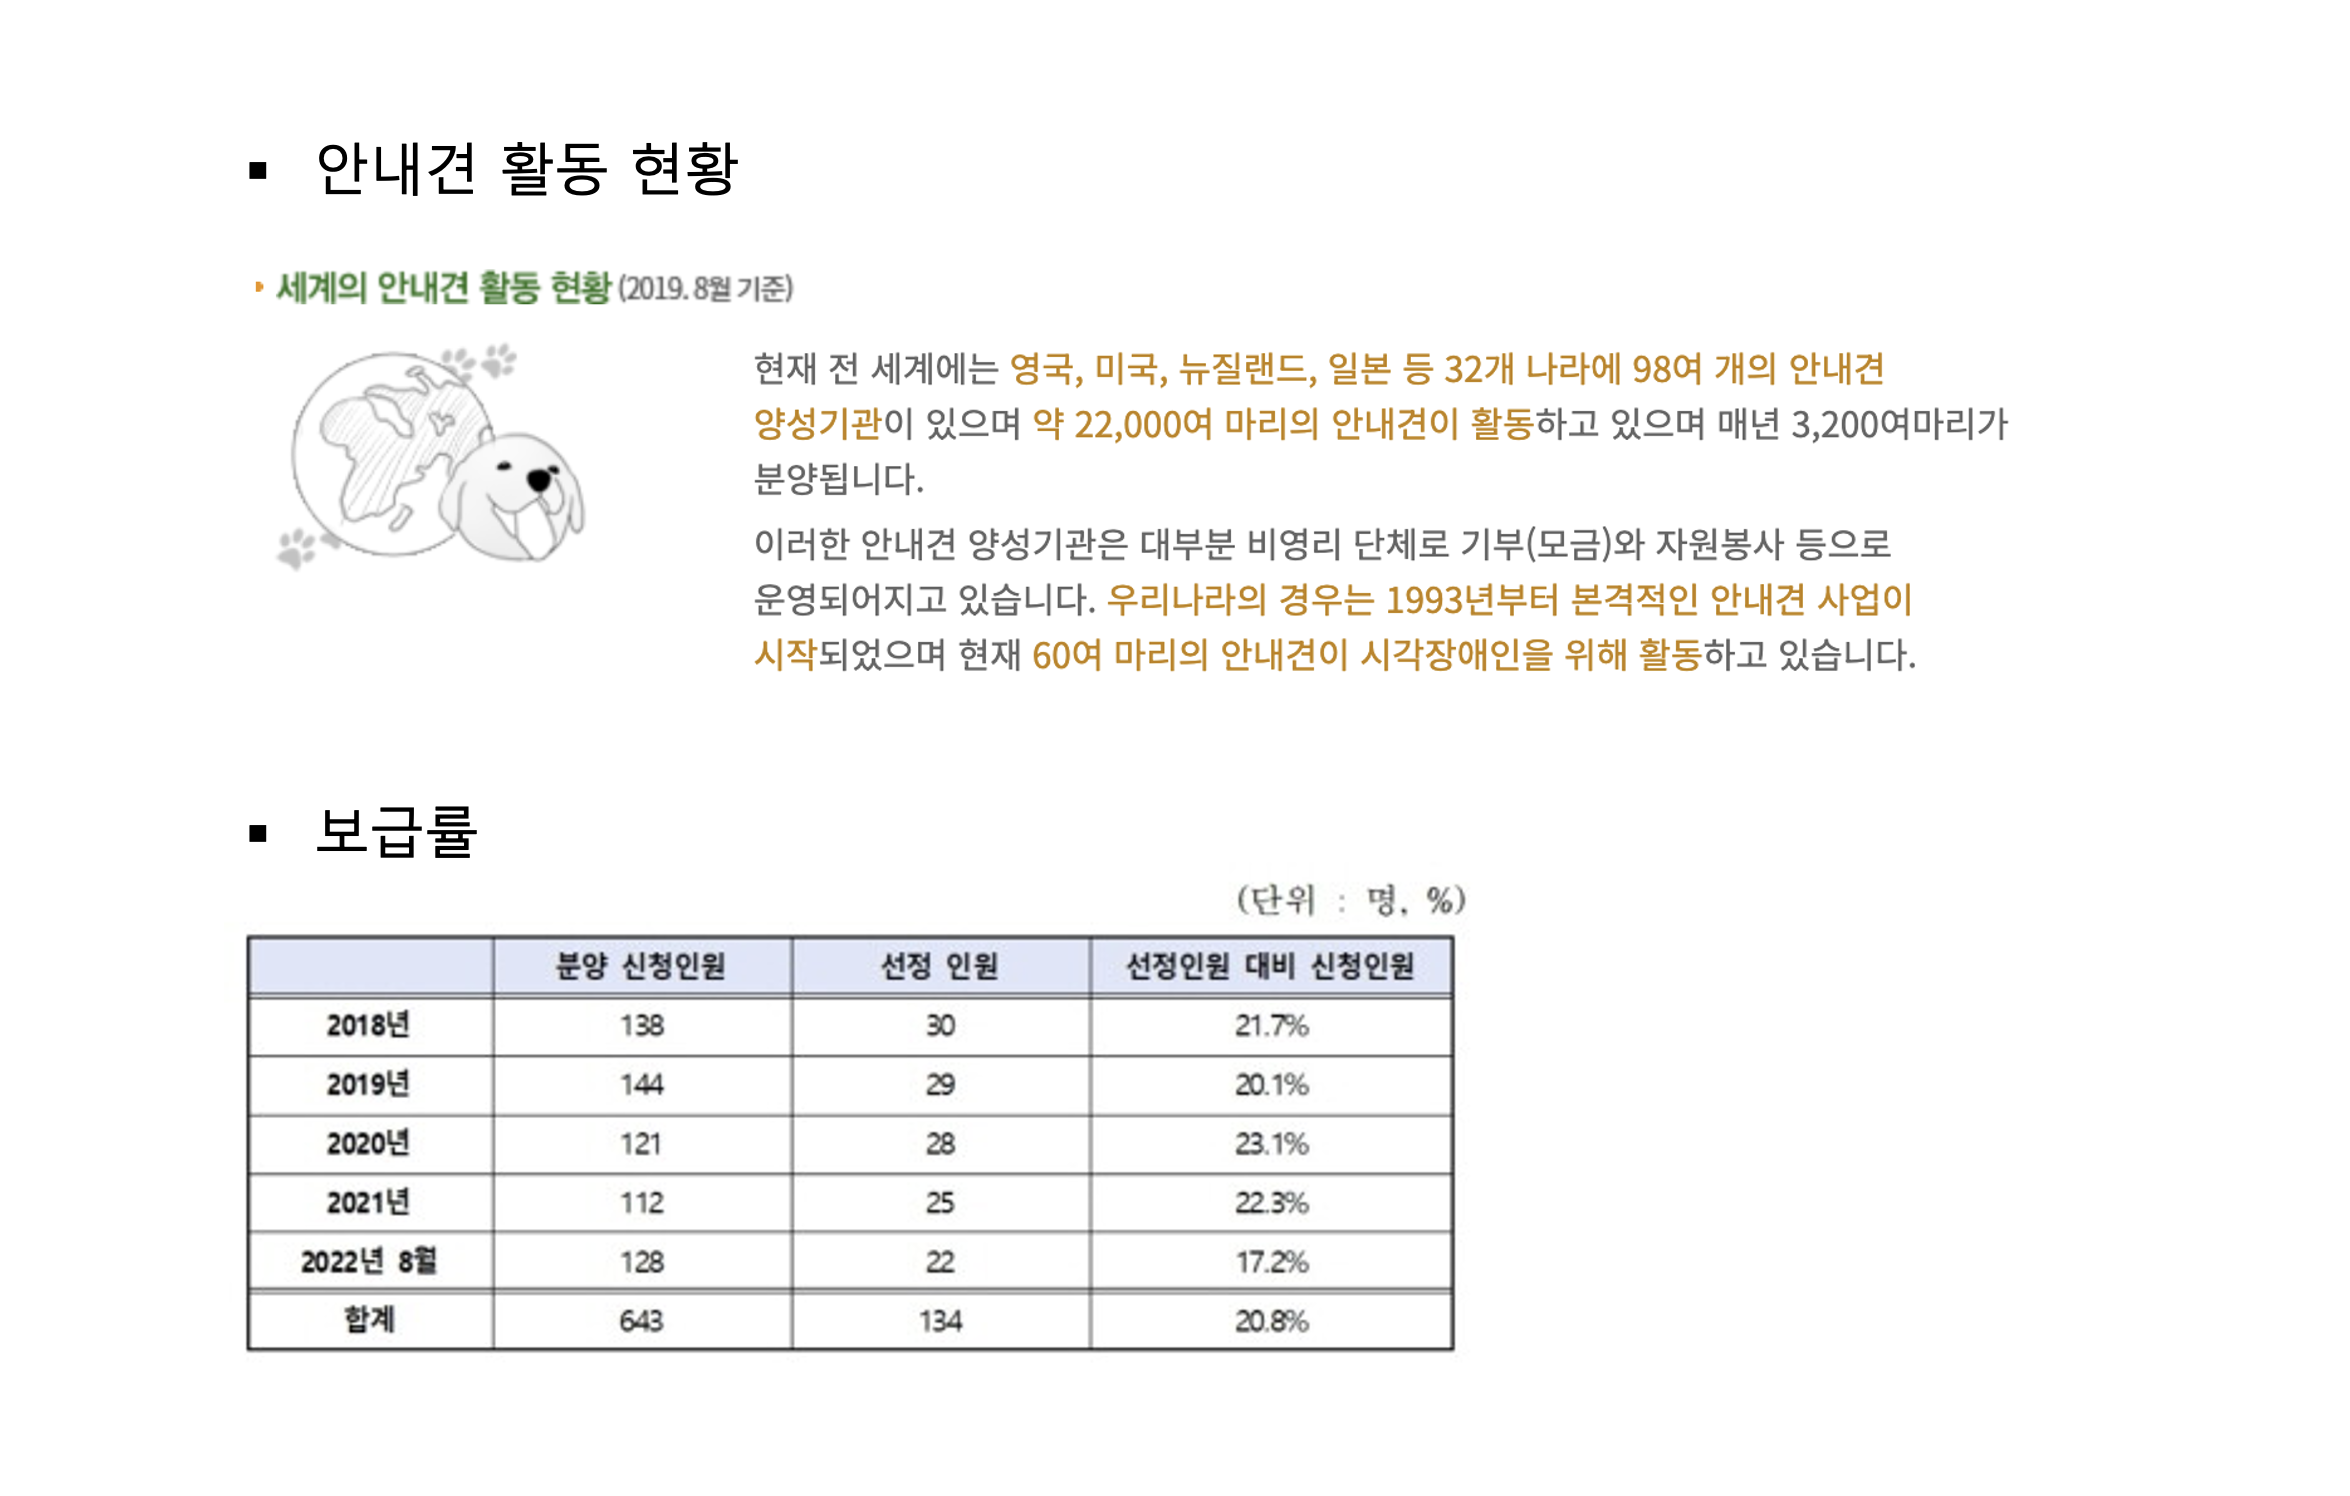 ▪ 안내견 활동 현황
세계의 안내견 활동 현황 (2019. 8월 기준)
현재 전 세계에는 영국, 미국, 뉴질랜드, 일본 등 32개 나라에 98여 개의 안내견
양성기관이 있으며 약 22,000여 마리의 안내견이 활동하고 있으며 매년 3,200여마리가
분양됩니다.
이러한 안내견 양성기관은 대부분 비영리 단체로 기부(모금)와 자원봉사 등으로
운영되어지고 있습니다. 우리나라의 경우는 1993년부터 본격적인 안내견 사업이
시작되었으며 현재 60여 마리의 안내견이 시각장애인을 위해 활동하고 있습니다.
▪ 보급률
(단위 : 명, %)
분양 신청인원 선정 인원 선정인원 대비 신청인원
2018년 138 30 21.7%
2019년 144 29 20.1%
2020년 121 28 23.1%
2021년 112 25 22.3%
2022년 8월 128 22 17.2%
합계 643 134 20.8%